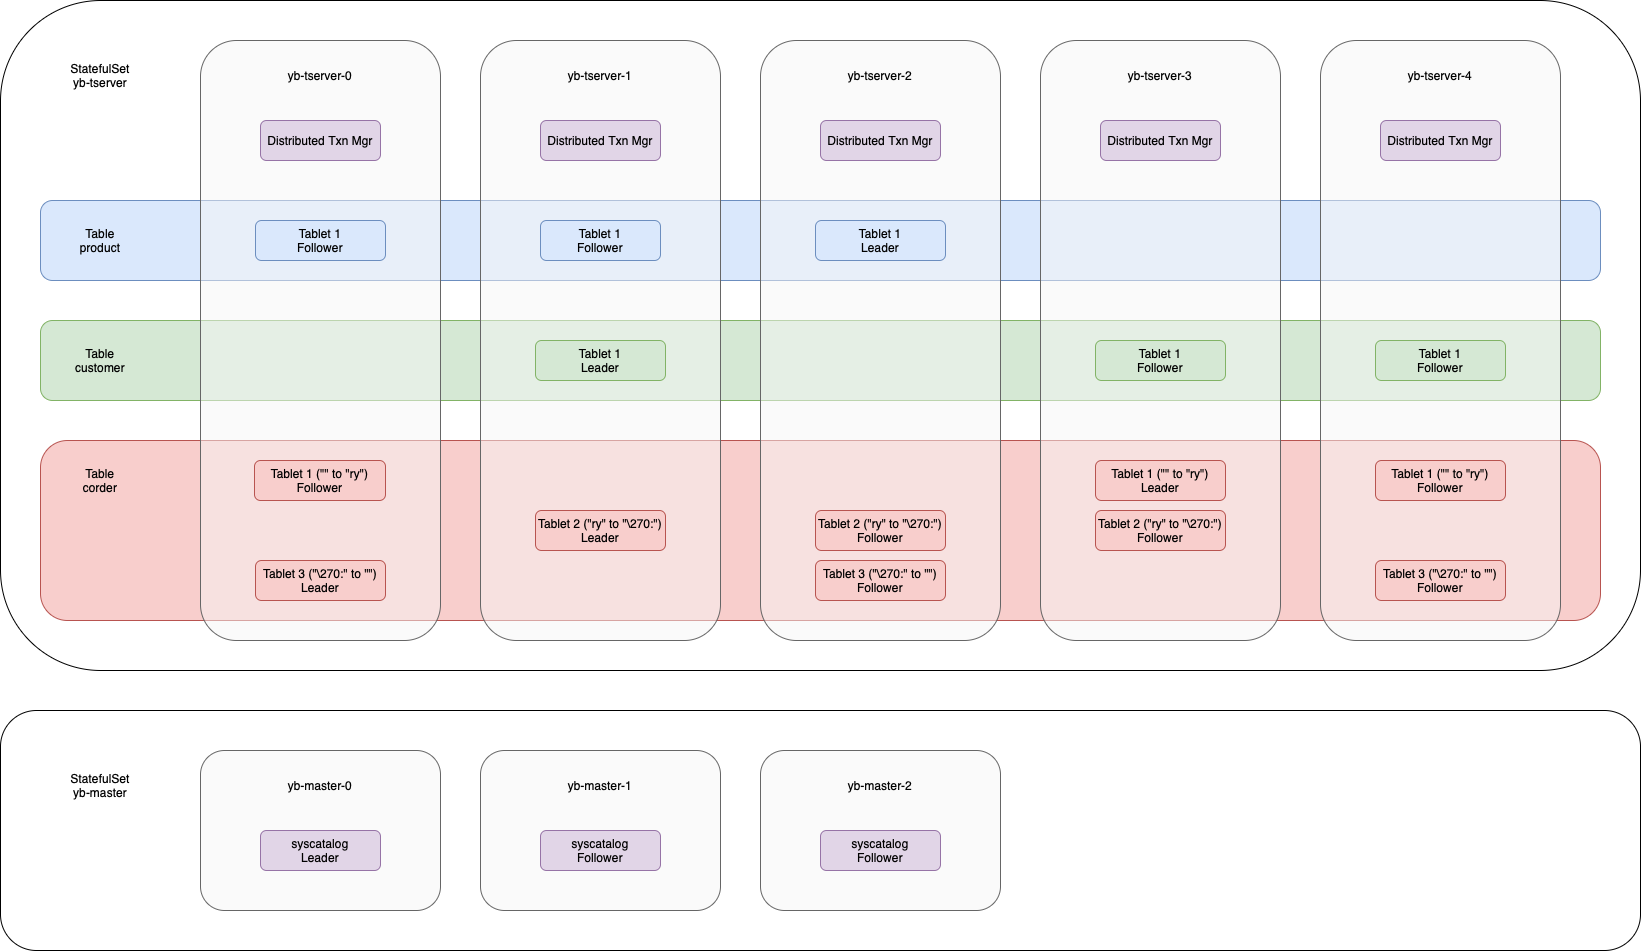 StatefulSet
yb-tserver
yb-tserver-0
yb-tserver-1
yb-tserver-2
yb-tserver-3
yb-tserver-4
Distributed Txn Mgr
Distributed Txn Mgr
Distributed Txn Mgr
Distributed Txn Mgr
Distributed Txn Mgr
Table
product
Tablet 1
Follower
Tablet 1
Follower
Tablet 1
Leader
Table
customer
Tablet 1
Leader
Tablet 1
Follower
Tablet 1
Follower
Table
corder
Tablet 1 ("" to "ry")
Follower
Tablet 1 ("" to "ry")
Leader
Tablet 1 ("" to "ry")
Follower
Tablet 2 ("ry" to "\270:")
Leader
Tablet 2 ("ry" to "\270:")
Follower
Tablet 2 ("ry" to "\270:")
Follower
Tablet 3 ("\270:" to "")
Leader
Tablet 3 ("\270:" to "")
Follower
Tablet 3 ("\270:" to "")
Follower
StatefulSet
yb-master
yb-master-0
yb-master-1
yb-master-2
syscatalog
Leader
syscatalog
Follower
syscatalog
Follower